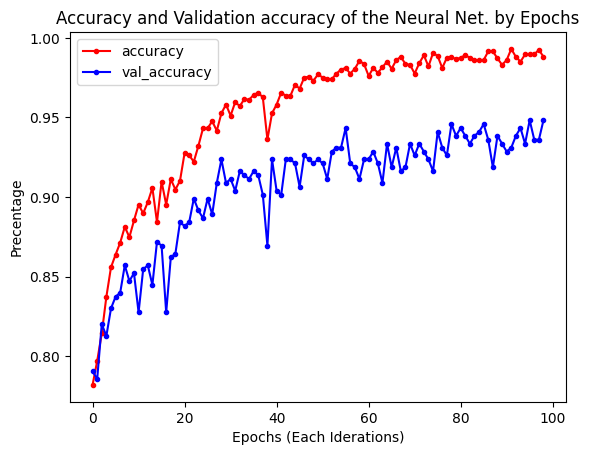 Accuracy and Validation accuracy of the Neural Net. by Epochs
accuracy
val_accuracy
Precentage
1.00
0.95
0.90
0.85
0.80
0
20
40
60
80
100
Epochs (Each Iderations)